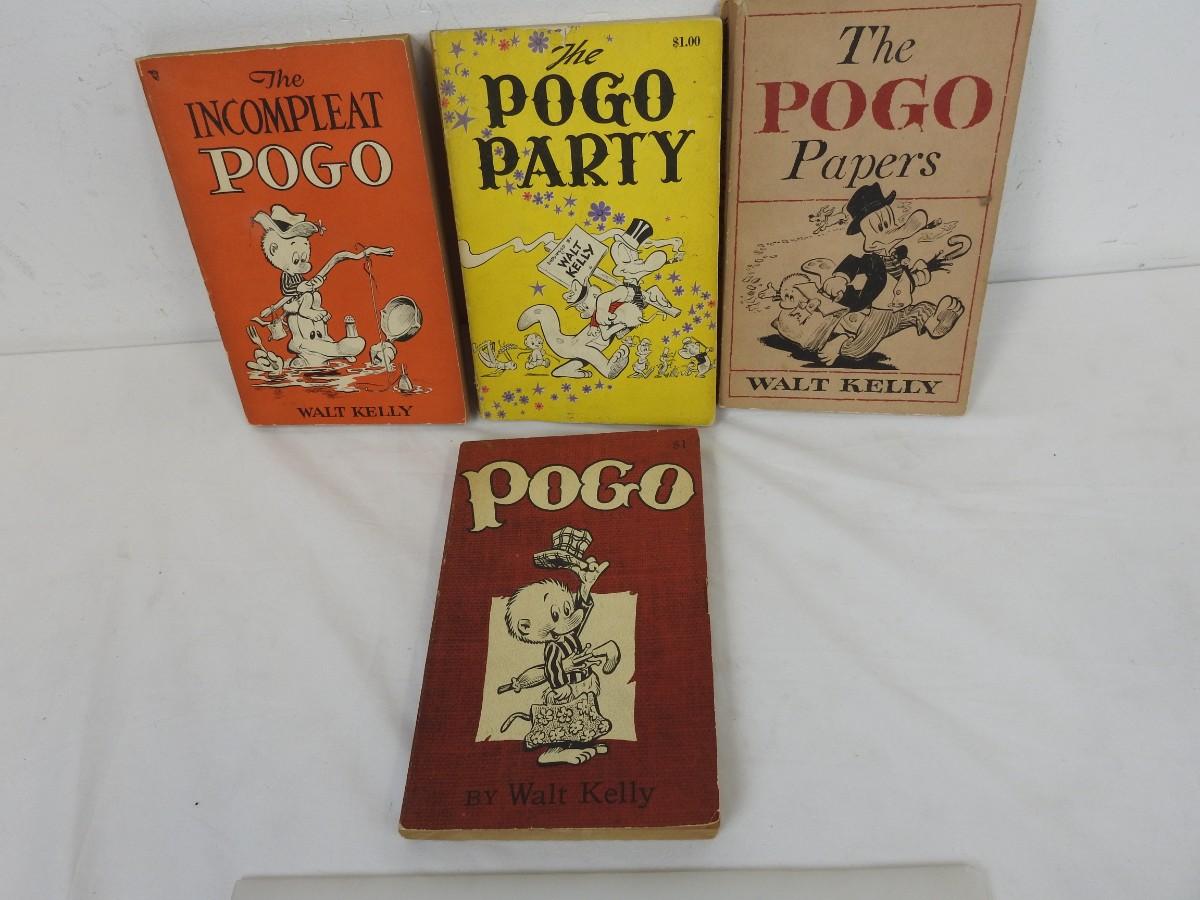 The
INCOMPLEAT
POGO
WALT KELLY
$1.00
The
POGO
PARTY
WALT
KELLY
The
POGO
Papers
WALT KELLY
$1
POGO
BY Walt Kelly